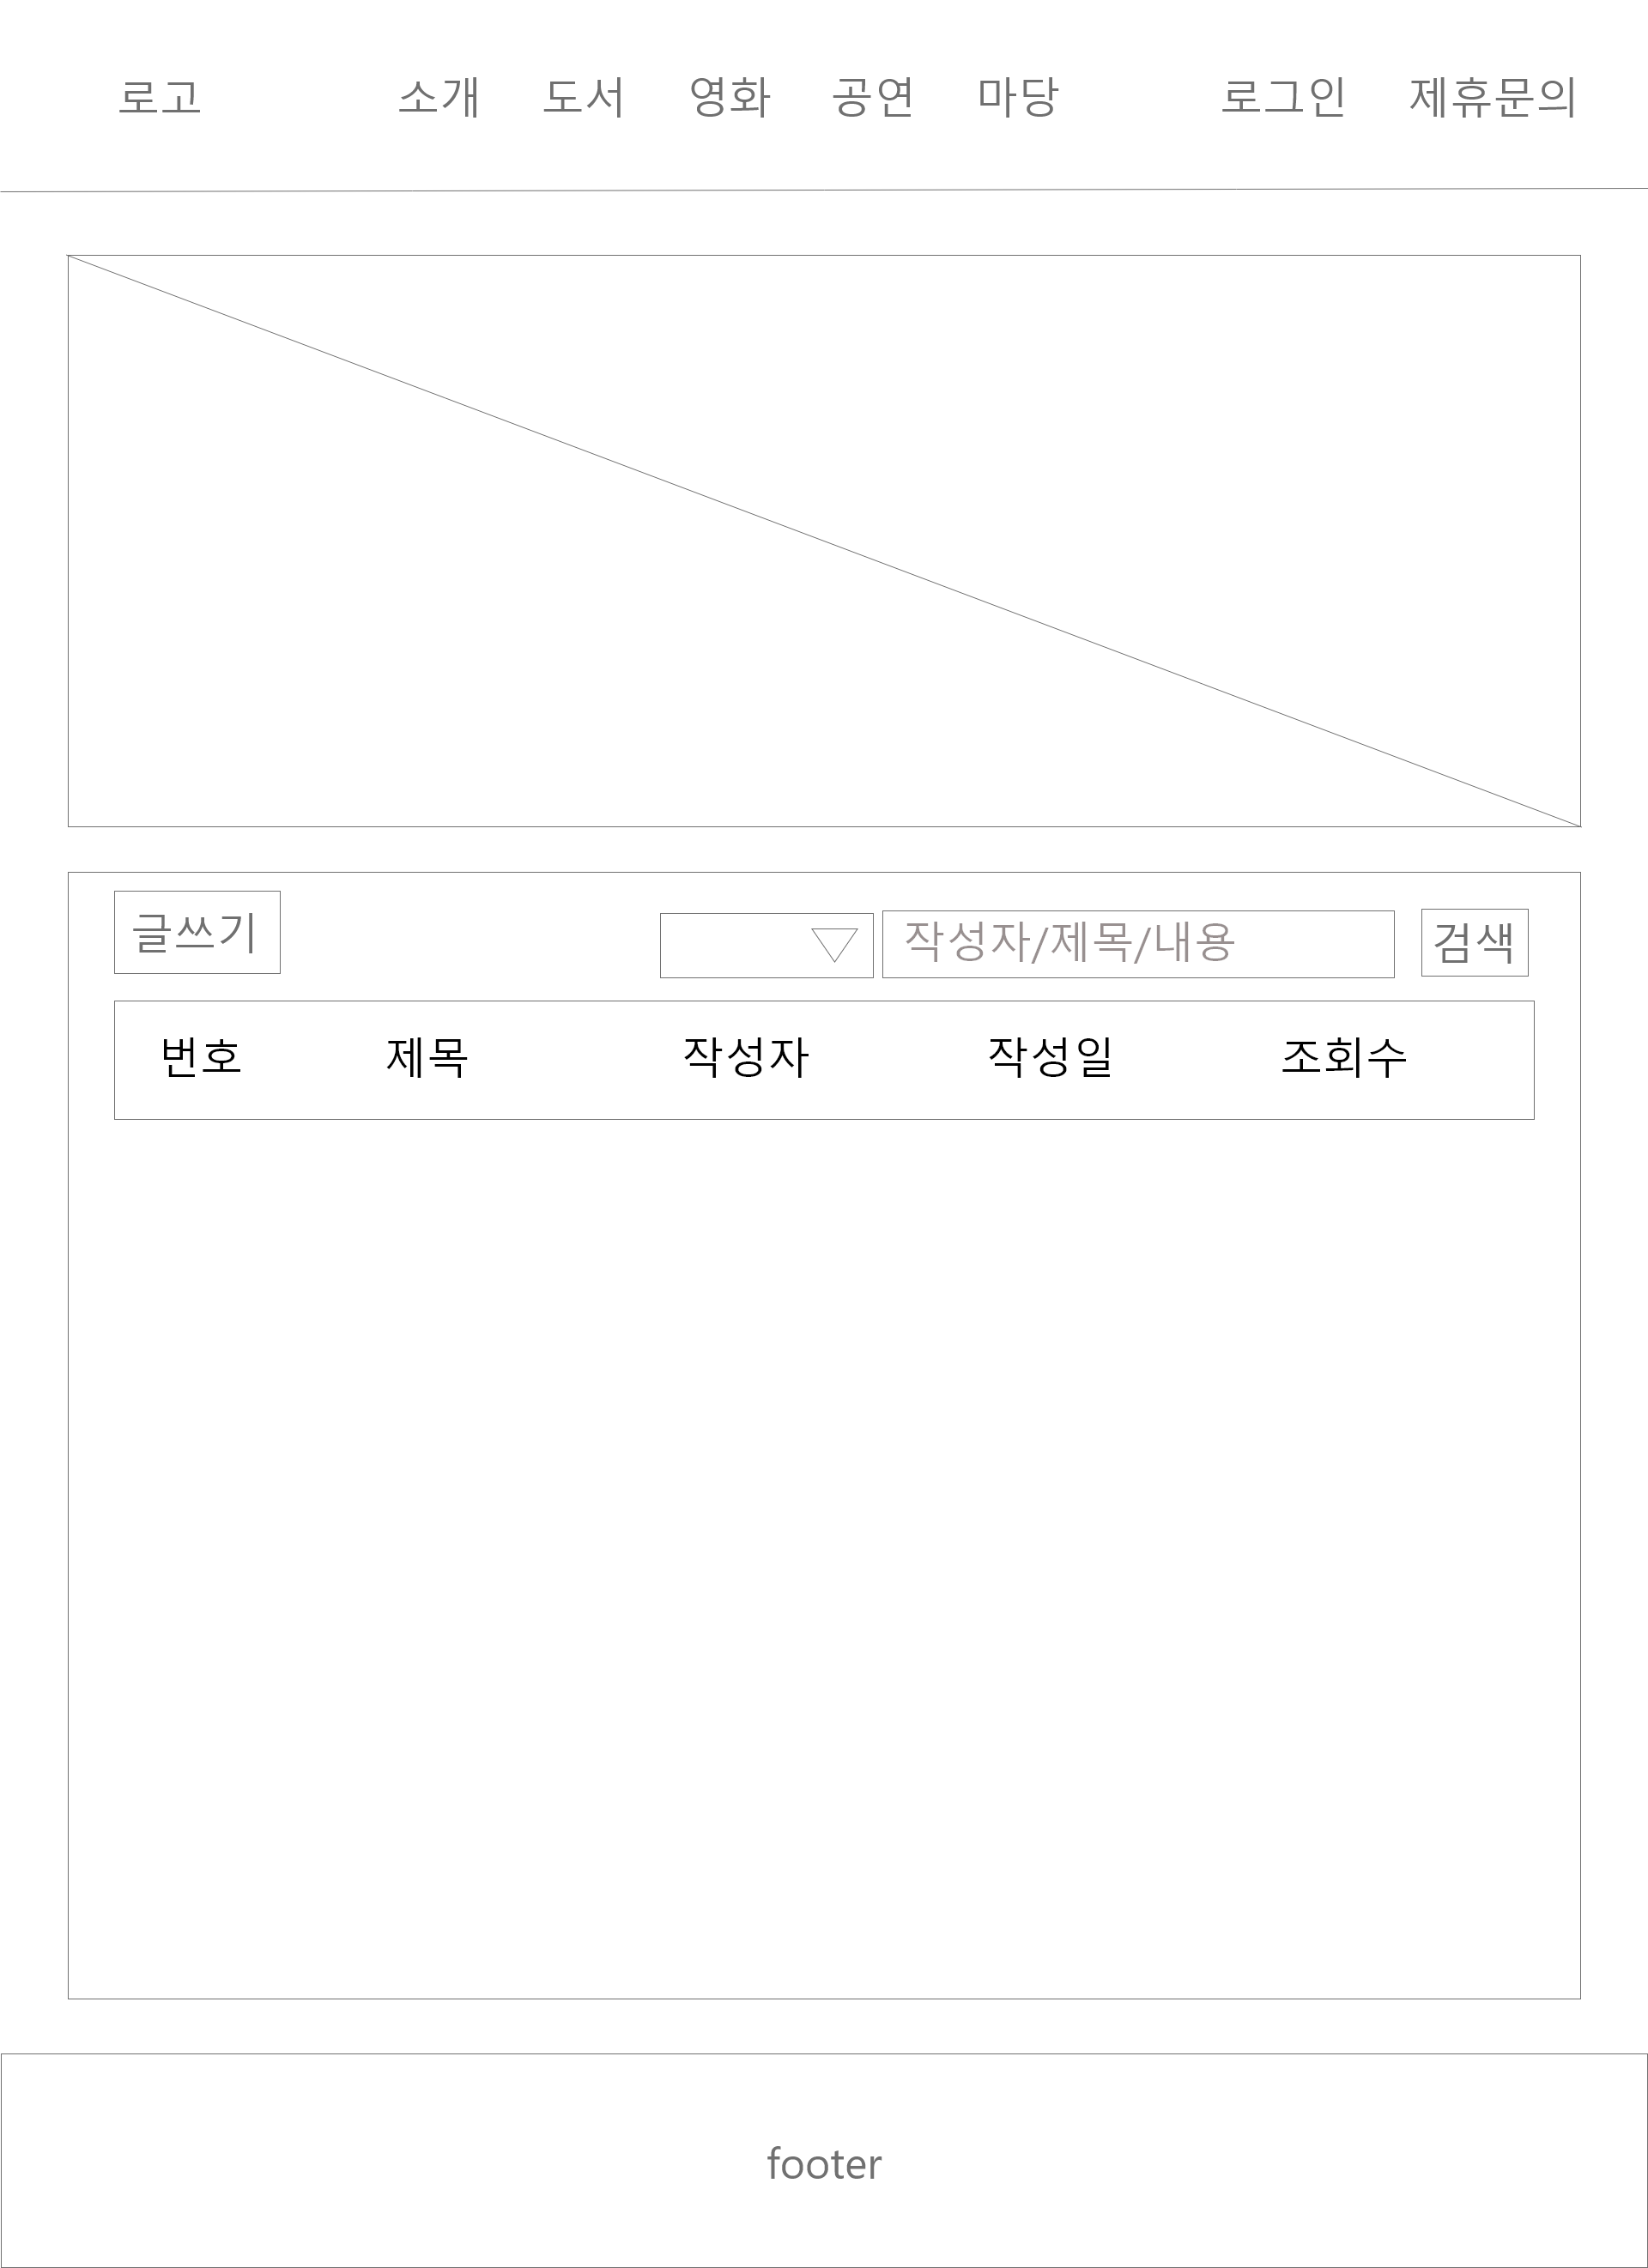 로고 소개 도서 영화 공연 마당 로그인 제휴문의
글쓰기 작성자/제목/내용 검색
번호 제목 작성자 작성일 조회수
footer